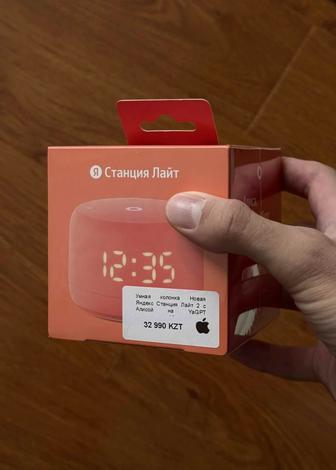 Я Станция Лайт
12:35
Умная колонка Новая
Яндекс Станция Лайт 2 с
Алисой на YaGPT
32 990 KZT